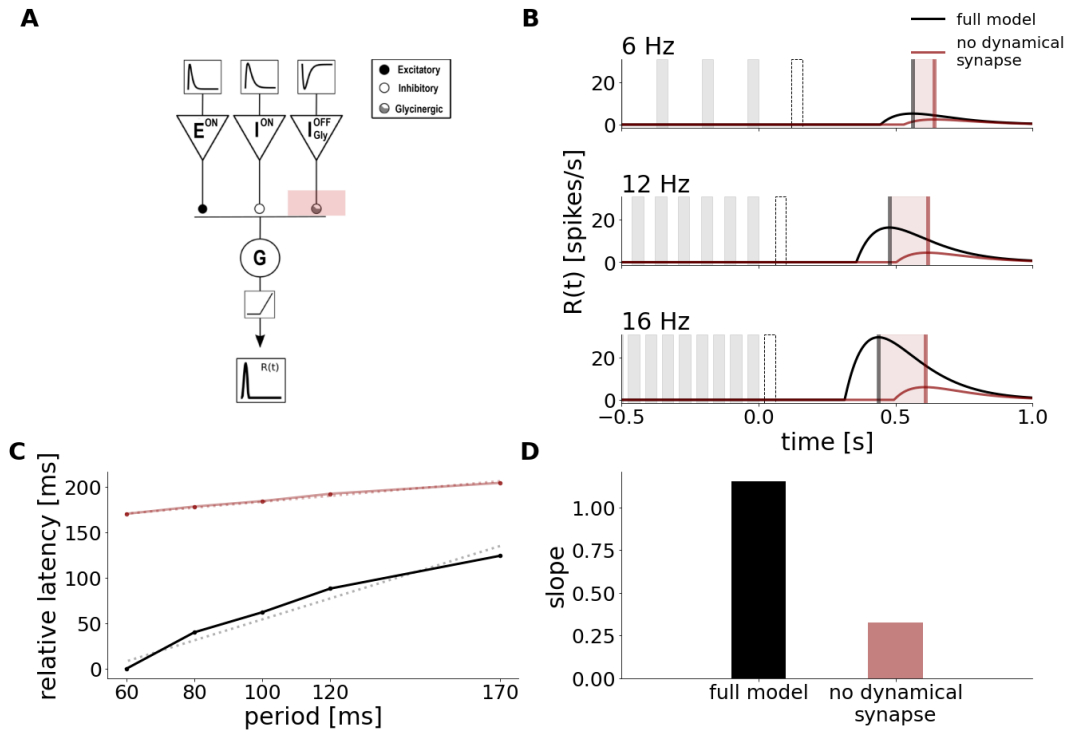 A
E ON
I ON
I OFF Gly
Excitatory
Inhibitory
Glycinergic
G
R(t)
B
full model
no dynamical
synapse
6 Hz
20
0
12 Hz
20
0
16 Hz
20
0
R(t) [spikes/s]
−0.5 0.0 0.5 1.0
time [s]
C
relative latency [ms]
200
150
100
50
0
60 80 100 120 170
period [ms]
D
slope
1.00
0.75
0.50
0.25
0.00
full model no dynamical
synapse